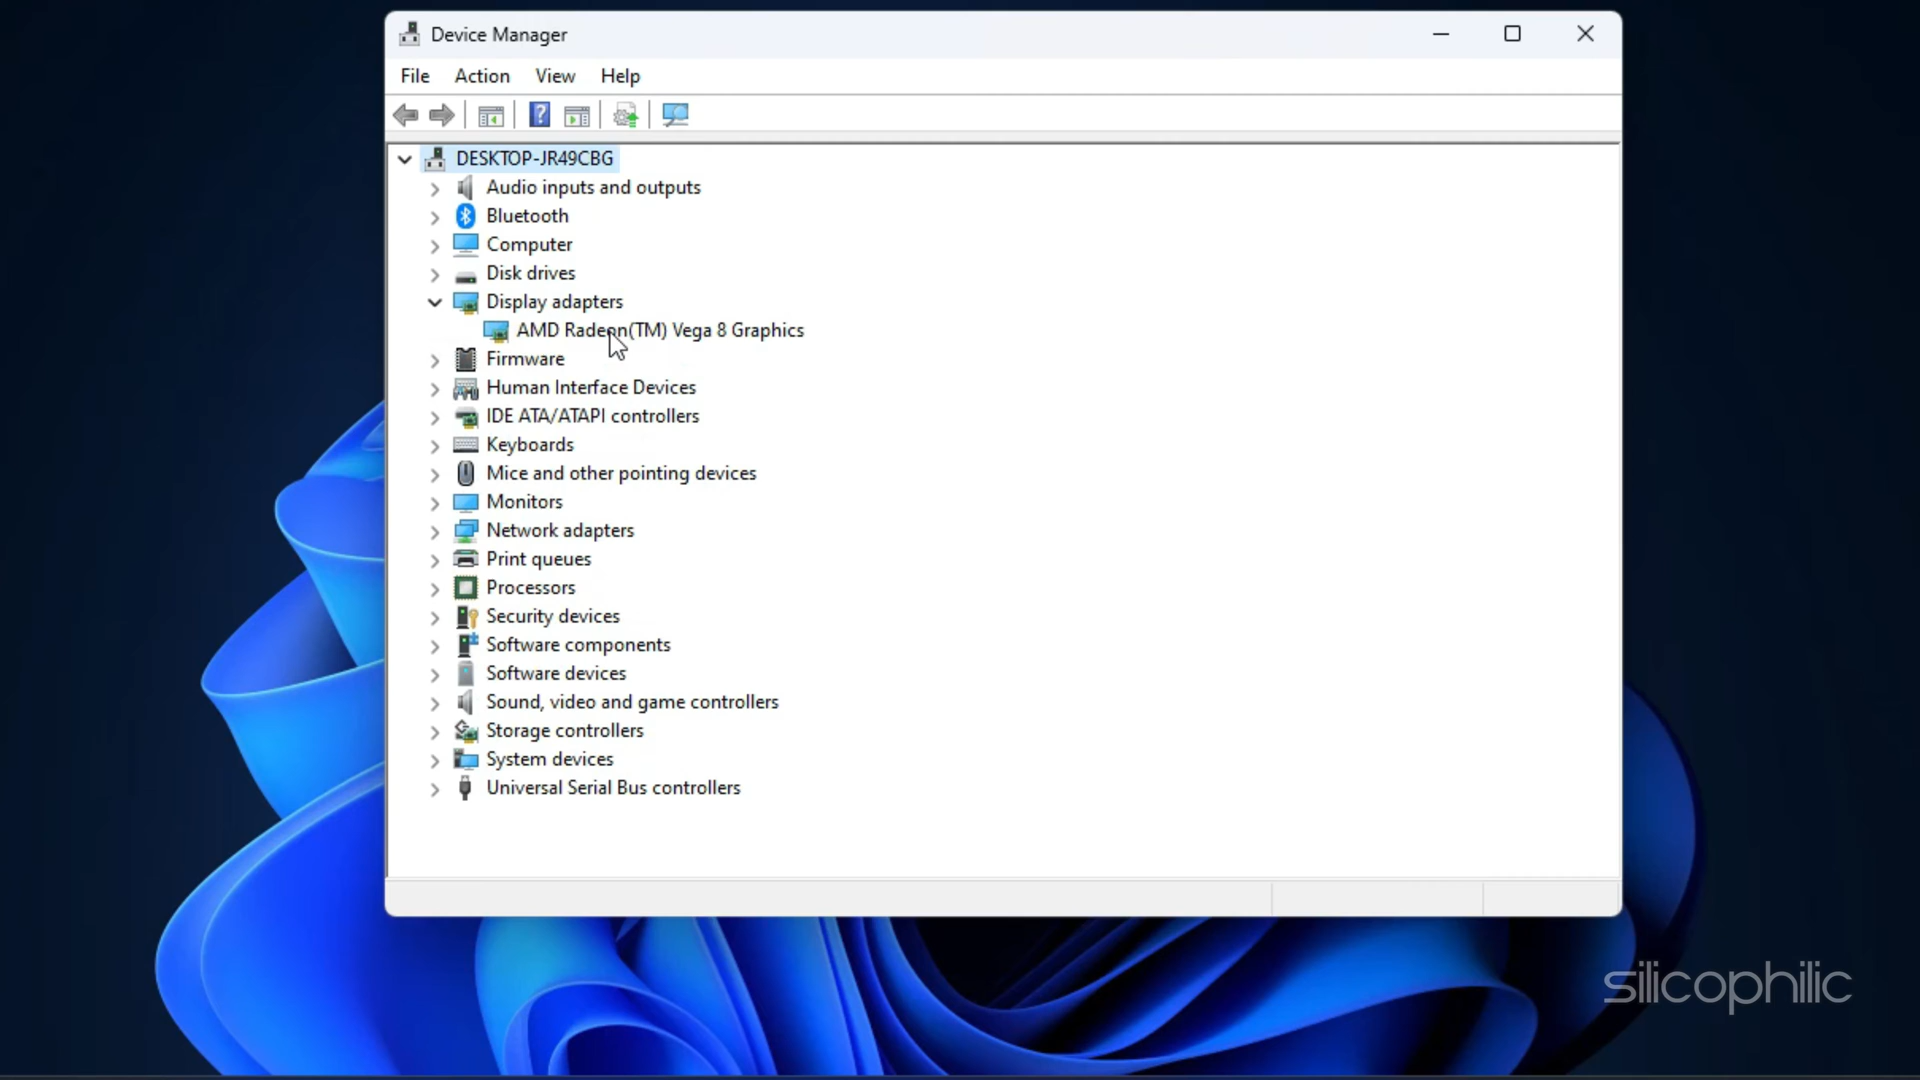 Device Manager
File Action View Help
DESKTOP-JR49CBG
Audio inputs and outputs
Bluetooth
Computer
Disk drives
Display adapters
AMD Radeon(TM) Vega 8 Graphics
Firmware
Human Interface Devices
IDE ATA/ATAPI controllers
Keyboards
Mice and other pointing devices
Monitors
Network adapters
Print queues
Processors
Security devices
Software components
Software devices
Sound, video and game controllers
Storage controllers
System devices
Universal Serial Bus controllers
silicophilic